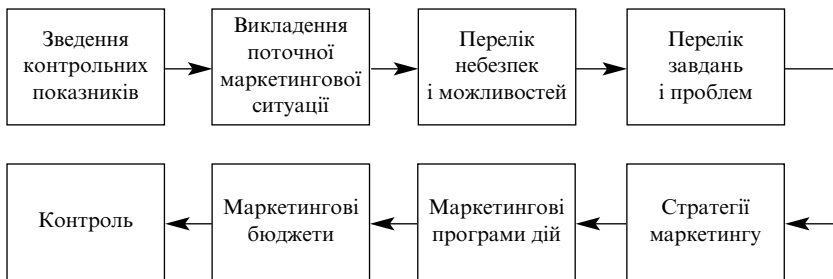 Зведення
контрольних
показників
Викладення
поточної
маркетингової
ситуації
Перелік
небезпек
і можливостей
Перелік
завдань
і проблем
Контроль
Маркетингові
бюджети
Маркетингові
програми дій
Стратегії
маркетингу